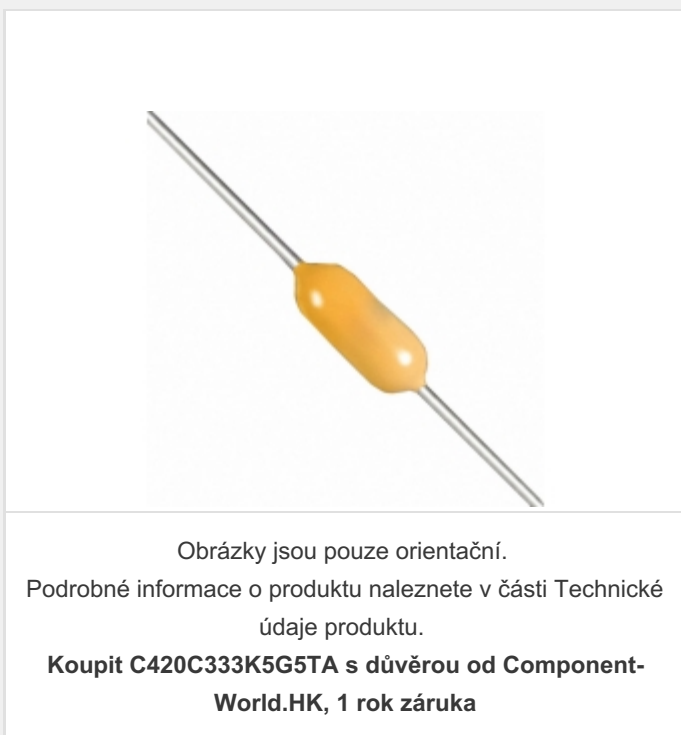 Obrázky jsou pouze orientační.
Podrobné informace o produktu naleznete v části Technické
údaje produktu.
Koupit C420C333K5G5TA s důvěrou od Component-
World.HK, 1 rok záruka